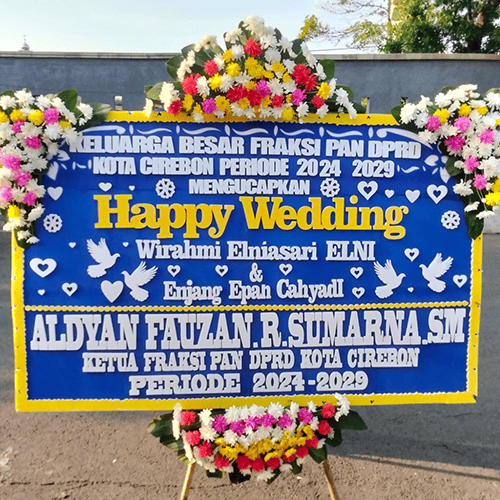 KELUARGA BESAR FRAKSI PAN DPRD
KOTA CIREBON PERIODE 2024 2029
MENGUCAPKAN
Happy Wedding
Wirahmi Elniasari ELNI
&
Enjang Epah CahyadI
ALDYAN FAUZAN.R.SUMARNA.SM
KETUA FRAKSI PAN DPRD KOTA CIREBON
PERIODE 2024-2029